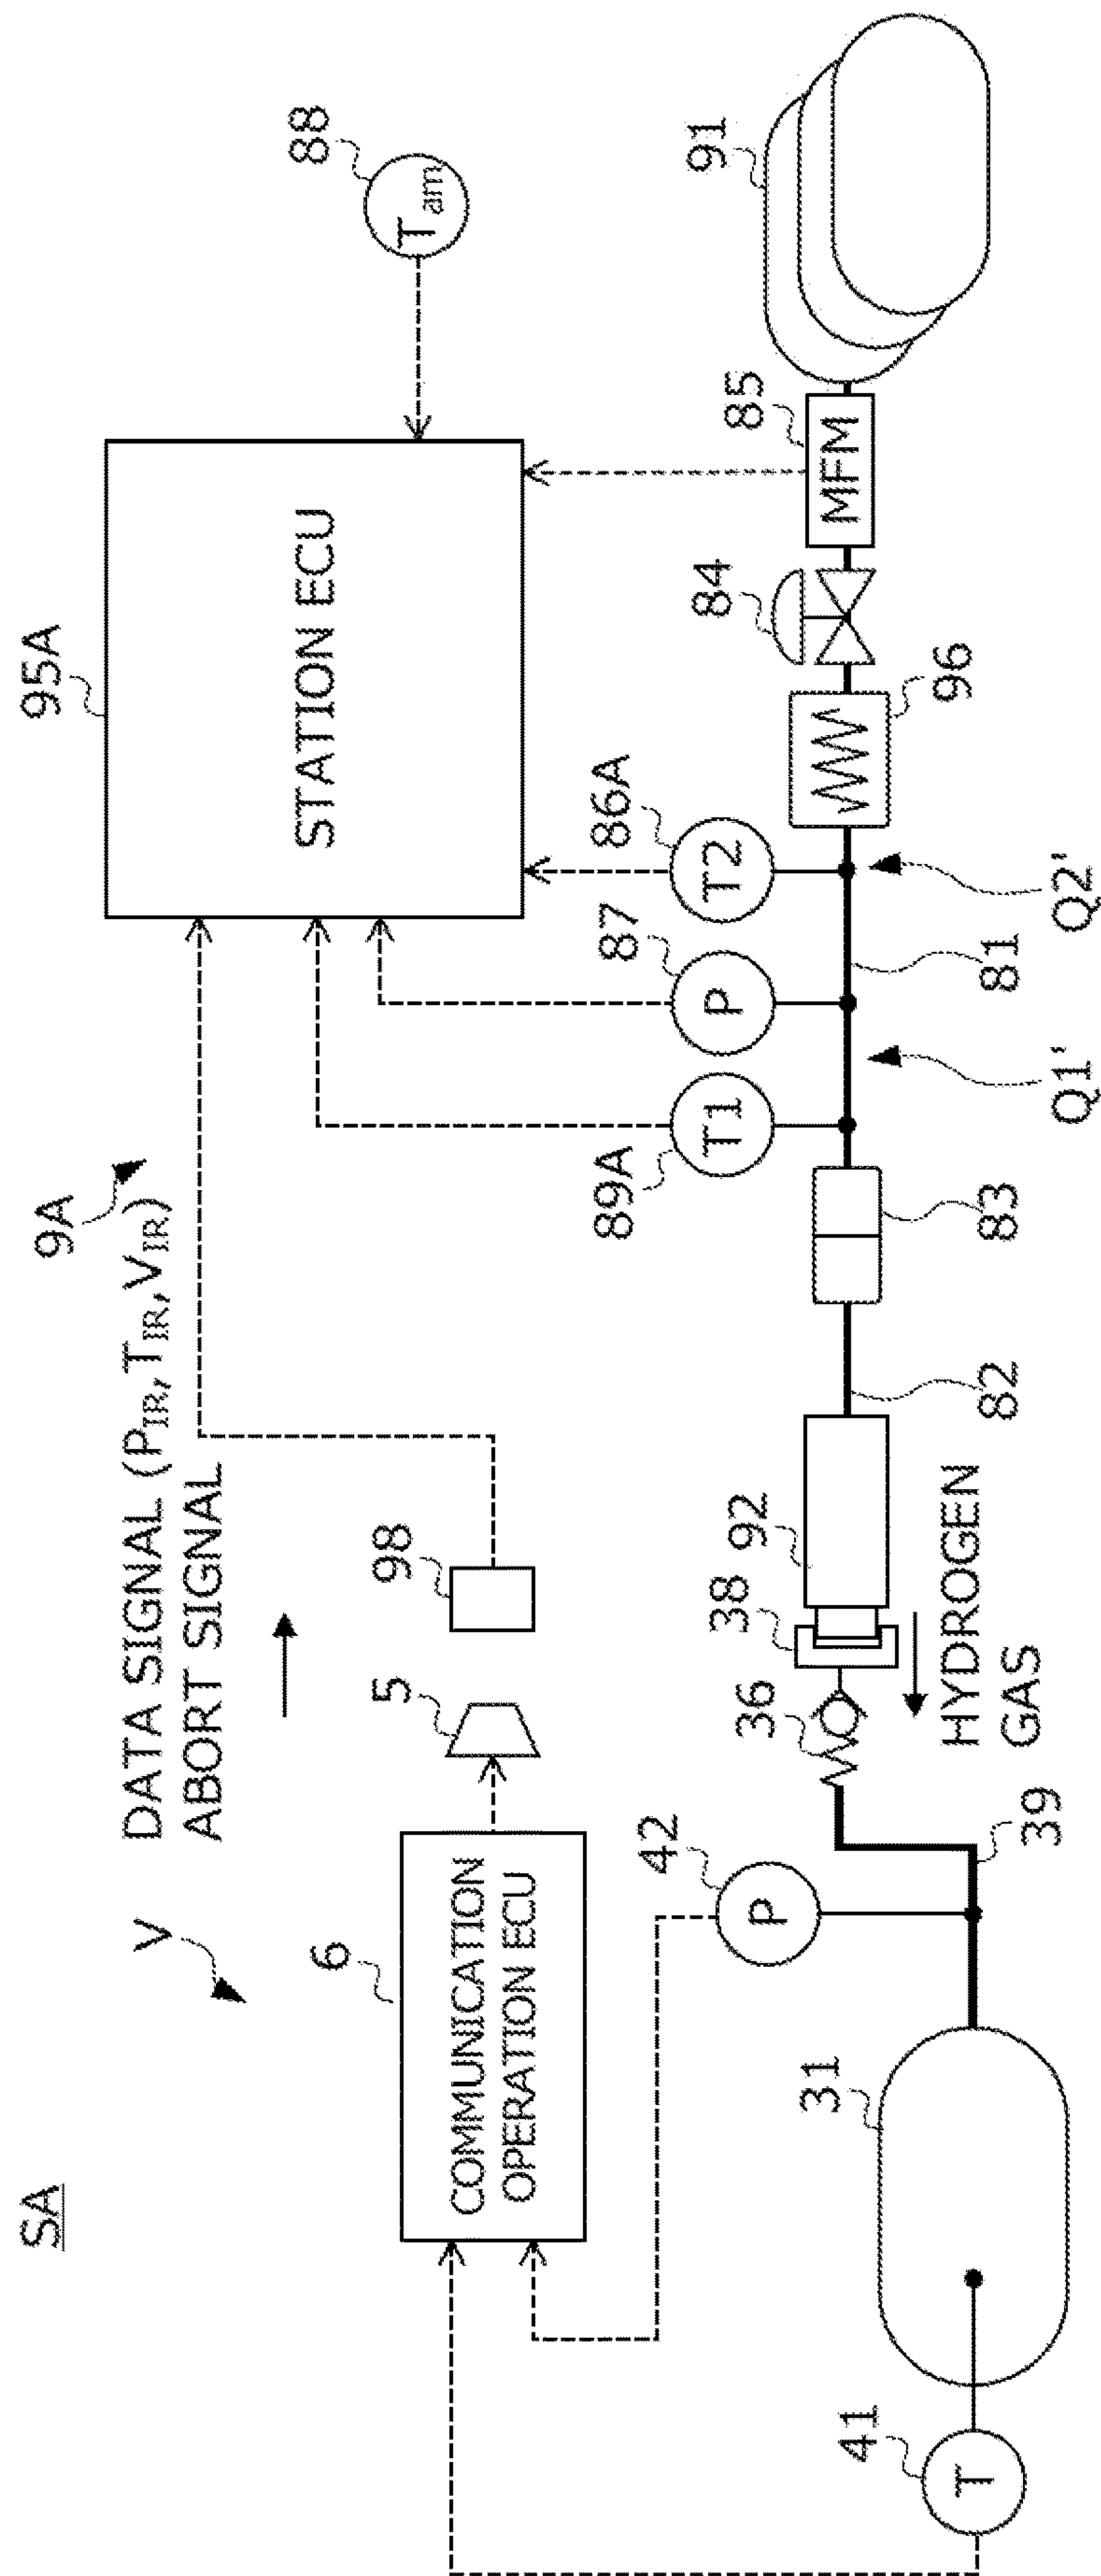 SA
V
9A
DATA SIGNAL (PIR,TIR,VIR)
ABORT SIGNAL
95A
STATION ECU
88
Tam
6
COMMUNICATION
OPERATION ECU
5
98
89A
T1
87
P
86A
T2
84
85
MFM
91
41
T
31
42
P
39
36
38
92
HYDROGEN
GAS
82
83
Q1'
81
Q2'
96